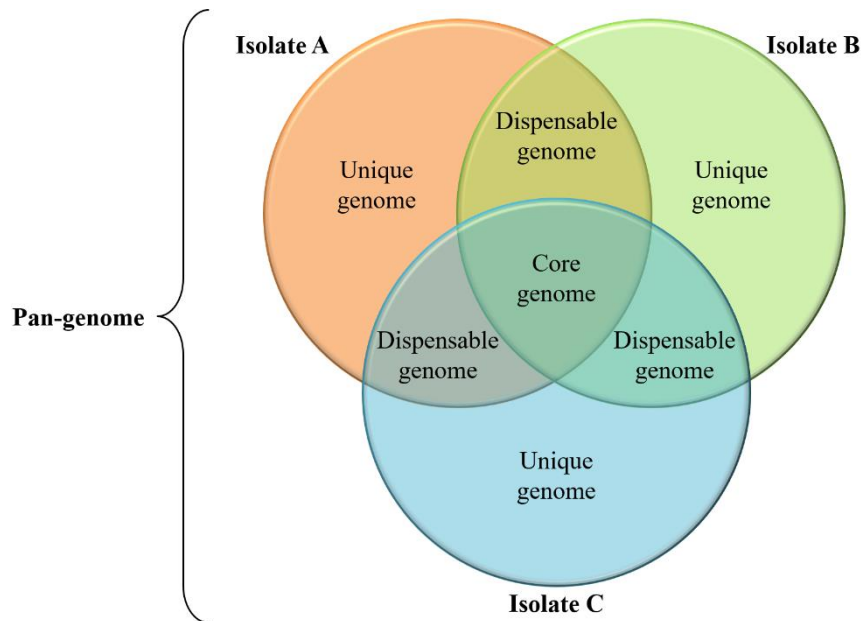 Isolate A
Isolate B
Dispensable
genome
Unique
genome
Unique
genome
Core
genome
Pan-genome
Dispensable
genome
Dispensable
genome
Unique
genome
Isolate C